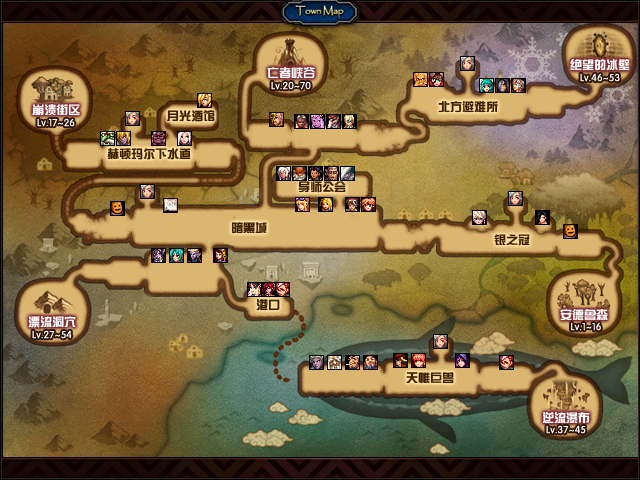 Town Map
绝望的冰壁
Lv.46~53
亡者峡谷
Lv.20~70
崩溃街区
Lv.17~26
月光酒馆
北方避难所
赫顿玛尔下水道
导师公会
暗黑城
银之冠
港口
漂流洞穴
Lv.27~54
安德鲁森
Lv.1~16
天帷巨兽
逆流瀑布
Lv.37~45